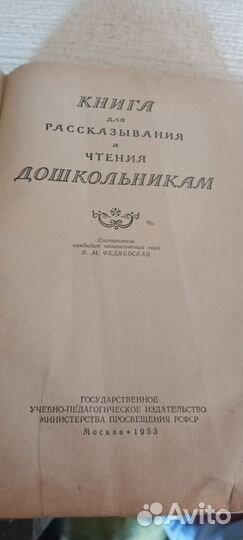 КНИГА
ДЛЯ
РАССКАЗЫВАНИЯ
И
ЧТЕНИЯ
ДОШКОЛЬНИКАМ
Составитель
кандидат педагогических наук
В. М. ФЕДЯЕВСКАЯ
ГОСУДАРСТВЕННОЕ
УЧЕБНО-ПЕДАГОГИЧЕСКОЕ ИЗДАТЕЛЬСТВО
МИНИСТЕРСТВА ПРОСВЕЩЕНИЯ РСФСР
Москва • 1953
Avito